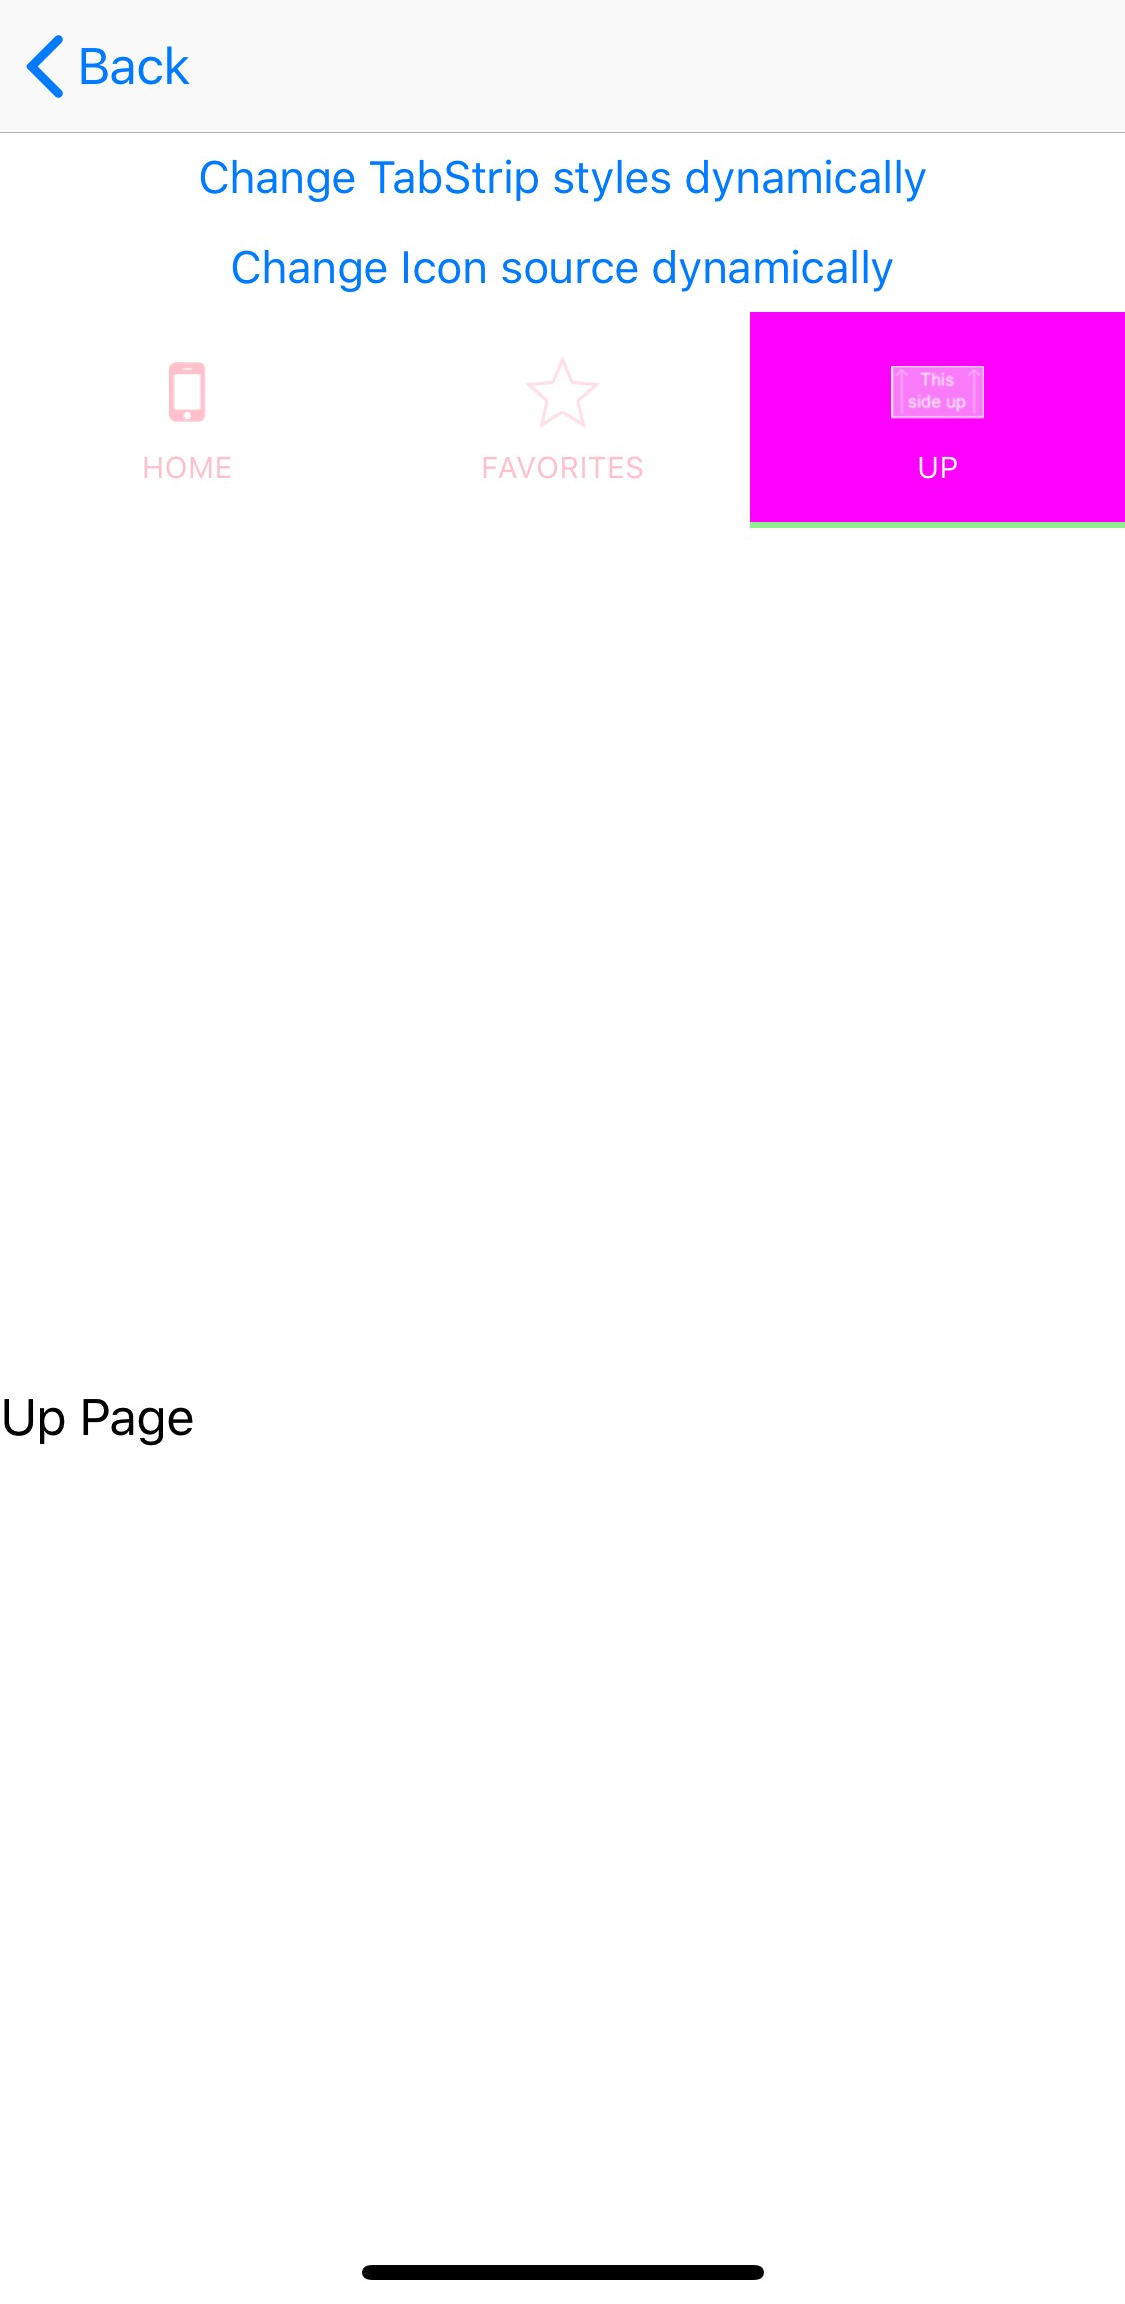 Back
Change TabStrip styles dynamically
Change Icon source dynamically
This
side up
HOME
FAVORITES
UP
Up Page